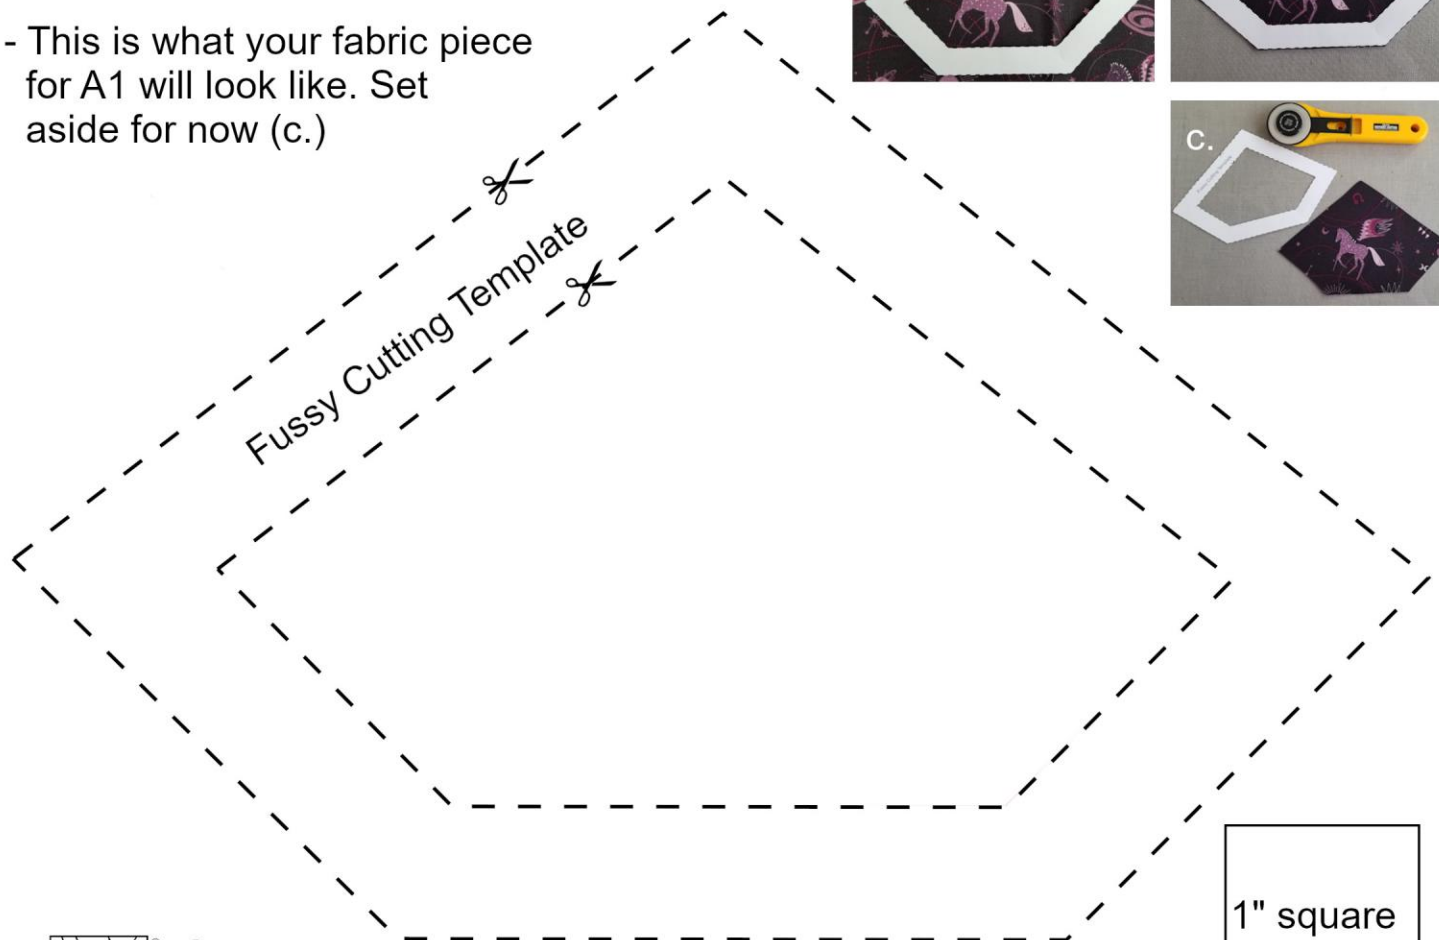 - This is what your fabric piece
for A1 will look like. Set
aside for now (c.)
c.
Fussy Cutting Template
1" square